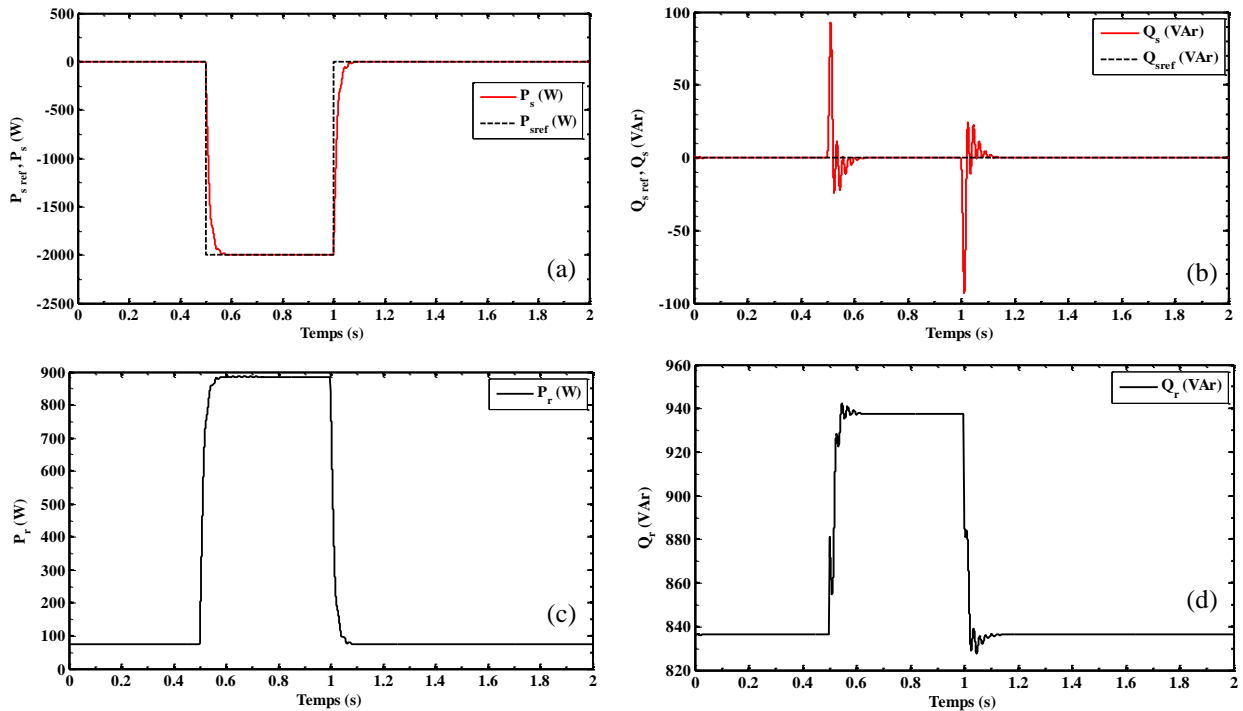 500
0
-500
-1000
-1500
-2000
-2500
P_s ref , P_s (W)
P_s (W)
P_sref (W)
(a)
0 0.2 0.4 0.6 0.8 1 1.2 1.4 1.6 1.8 2
Temps (s)
100
50
0
-50
-100
Q_s ref , Q_s (VAr)
Q_s (VAr)
Q_sref (VAr)
(b)
0 0.2 0.4 0.6 0.8 1 1.2 1.4 1.6 1.8 2
Temps (s)
900
800
700
600
500
400
300
200
100
0
P_r (W)
P_r (W)
(c)
0 0.2 0.4 0.6 0.8 1 1.2 1.4 1.6 1.8 2
Temps (s)
960
940
920
900
880
860
840
820
Q_r (VAr)
Q_r (VAr)
(d)
0 0.2 0.4 0.6 0.8 1 1.2 1.4 1.6 1.8 2
Temps (s)